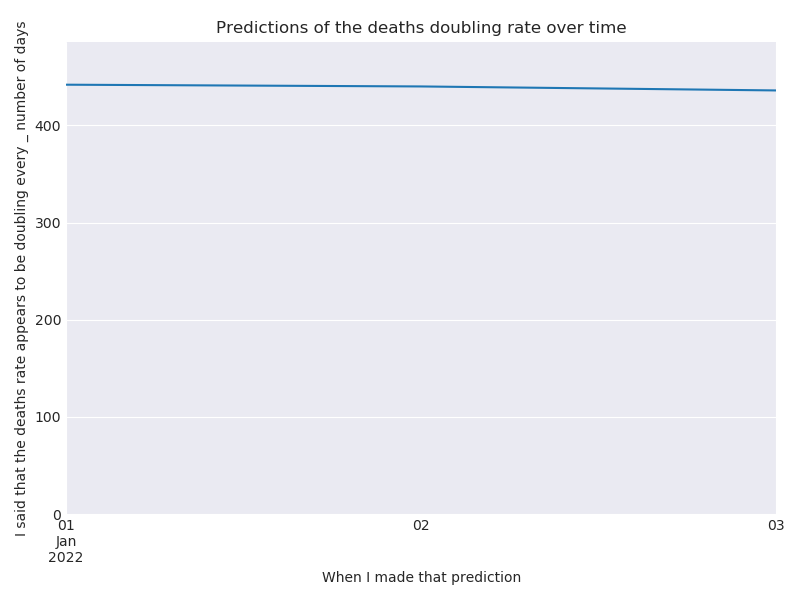 Predictions of the deaths doubling rate over time
I said that the deaths rate appears to be doubling every _ number of days
400
300
200
100
0
01
Jan
2022
02
03
When I made that prediction